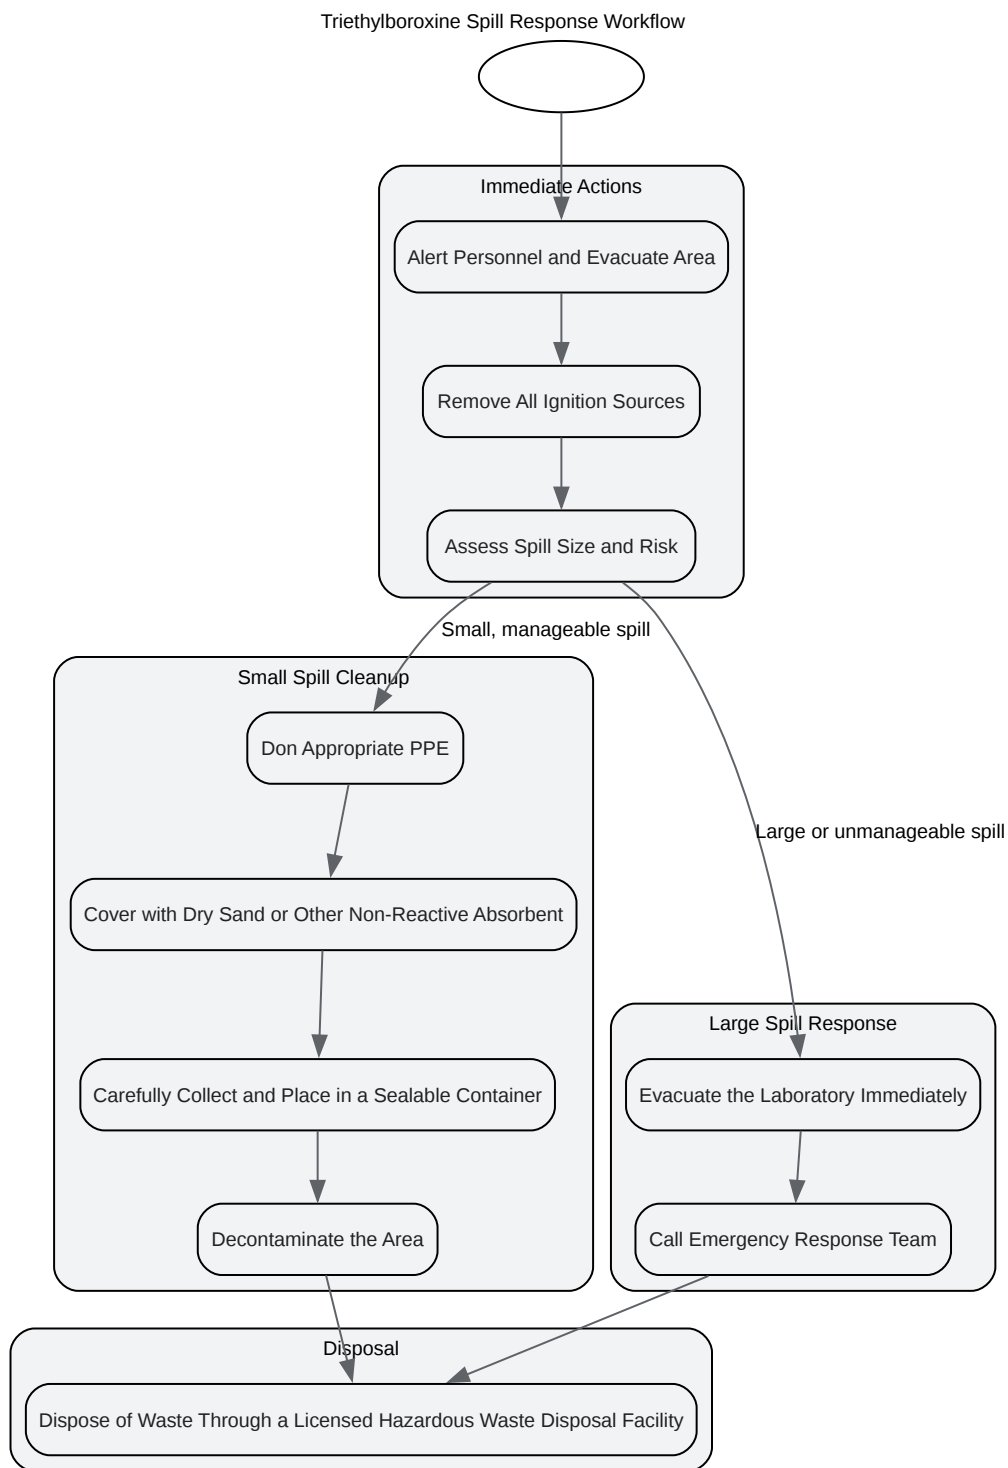 Triethylboroxine Spill Response Workflow
Immediate Actions
Alert Personnel and Evacuate Area
Remove All Ignition Sources
Assess Spill Size and Risk
Small, manageable spill
Small Spill Cleanup
Don Appropriate PPE
Large or unmanageable spill
Cover with Dry Sand or Other Non-Reactive Absorbent
Large Spill Response
Carefully Collect and Place in a Sealable Container
Evacuate the Laboratory Immediately
Decontaminate the Area
Call Emergency Response Team
Disposal
Dispose of Waste Through a Licensed Hazardous Waste Disposal Facility